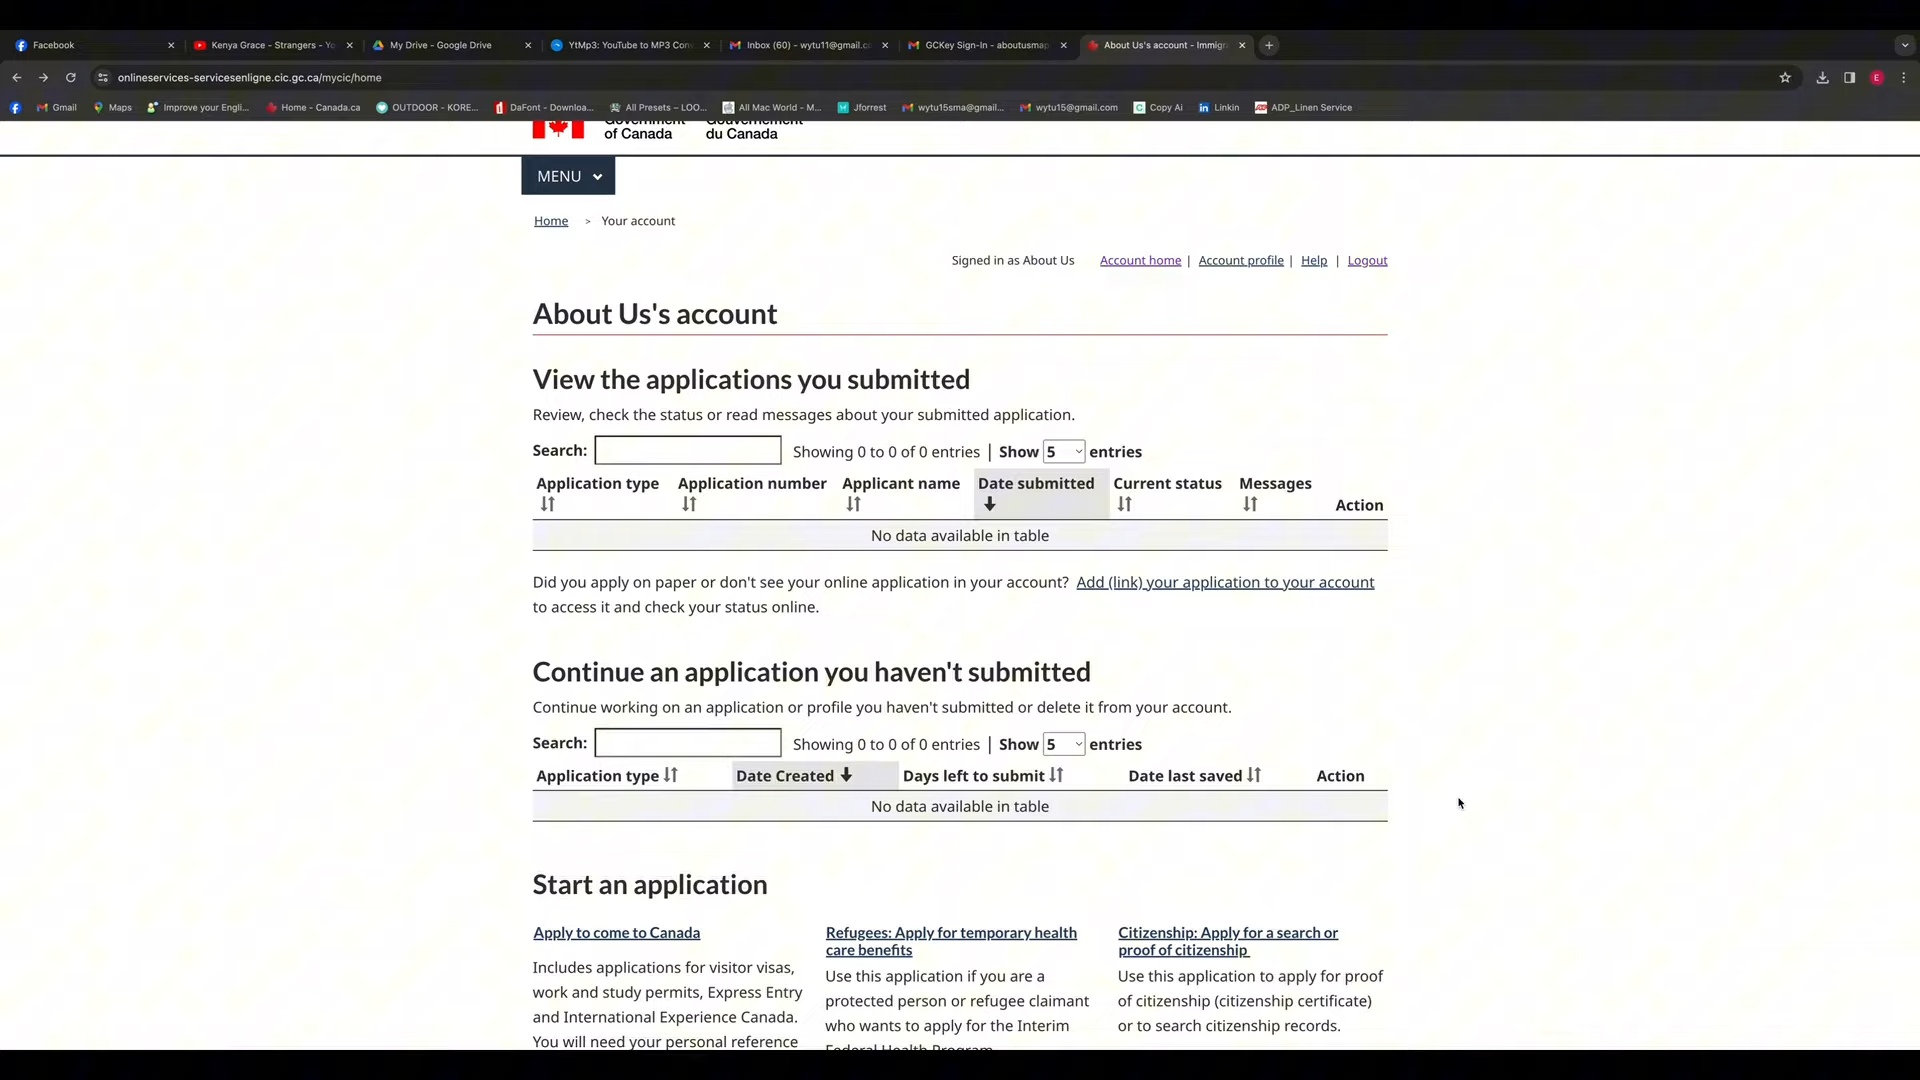 Facebook
Kenya Grace - Strangers - Yo
My Drive - Google Drive
YtMp3: YouTube to MP3 Con
Inbox (60) - wytu11@gmail.c
GCKey Sign-In - aboutusma
About Us's account - Immig
onlineservices-servicesenligne.cic.gc.ca/mycic/home
E
Gmail
Maps
Improve your Engli...
Home - Canada.ca
OUTDOOR - KORE...
DaFont - Downloa...
All Presets – LOO...
All Mac World - M...
Jforrest
wytu15sma@gmail...
wytu15@gmail.com
Copy Ai
Linkin
ADP_Linen Service
Government Gouvernement
of Canada du Canada
MENU
Home > Your account
Signed in as About Us Account home | Account profile | Help | Logout
About Us's account
View the applications you submitted
Review, check the status or read messages about your submitted application.
Search: Showing 0 to 0 of 0 entries | Show 5 entries
Application type Application number Applicant name Date submitted Current status Messages Action
No data available in table
Did you apply on paper or don't see your online application in your account? Add (link) your application to your account
to access it and check your status online.
Continue an application you haven't submitted
Continue working on an application or profile you haven't submitted or delete it from your account.
Search: Showing 0 to 0 of 0 entries | Show 5 entries
Application type Date Created Days left to submit Date last saved Action
No data available in table
Start an application
Apply to come to Canada
Includes applications for visitor visas,
work and study permits, Express Entry
and International Experience Canada.
You will need your personal reference
Refugees: Apply for temporary health
care benefits
Use this application if you are a
protected person or refugee claimant
who wants to apply for the Interim
Federal Health Program
Citizenship: Apply for a search or
proof of citizenship
Use this application to apply for proof
of citizenship (citizenship certificate)
or to search citizenship records.